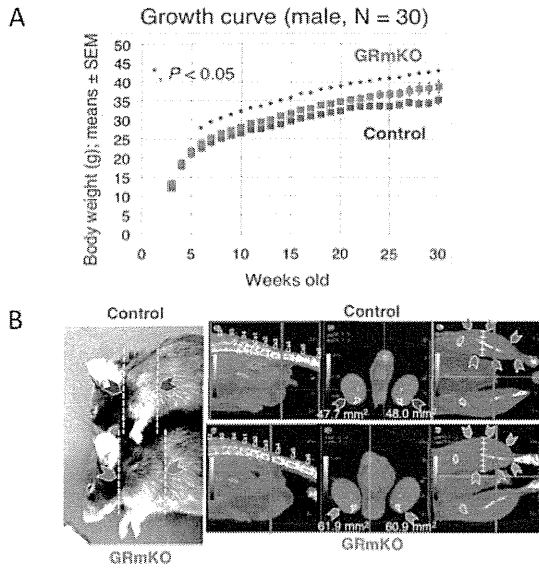 A
Growth curve (male, N = 30)
Body weight (g); means ± SEM
50
45
40
35
30
25
20
15
10
5
0
*, P < 0.05
GRmKO
Control
0 5 10 15 20 25 30
Weeks old
B
Control
Control
47.7 mm²
48.0 mm²
61.9 mm²
60.9 mm²
GRmKO
GRmKO